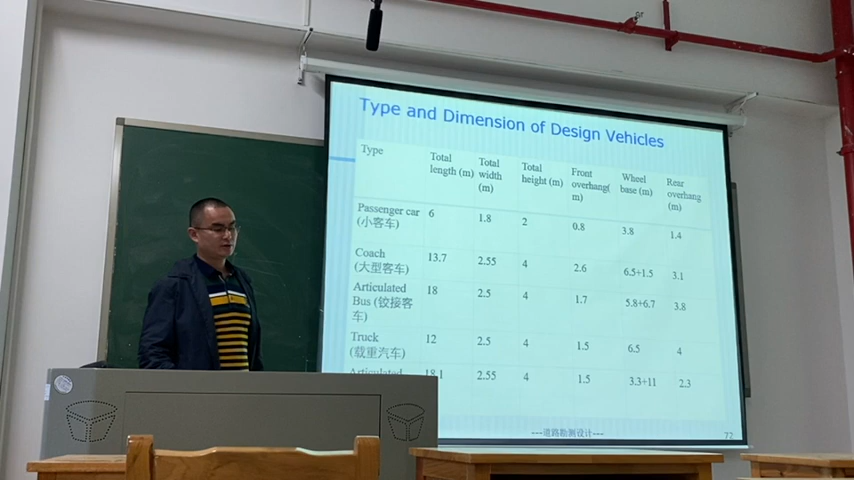 Type and Dimension of Design Vehicles
Type Total length (m) Total width (m) Total height (m) Front overhang( m) Wheel base (m) Rear overhang (m)
Passenger car (小客车) 6 1.8 2 0.8 3.8 1.4
Coach (大型客车) 13.7 2.55 4 2.6 6.5+1.5 3.1
Articulated Bus (铰接客车) 18 2.5 4 1.7 5.8+6.7 3.8
Truck (载重汽车) 12 2.5 4 1.5 6.5 4
Articulated 18.1 2.55 4 1.5 3.3+11 2.3
---道路勘测设计---
72